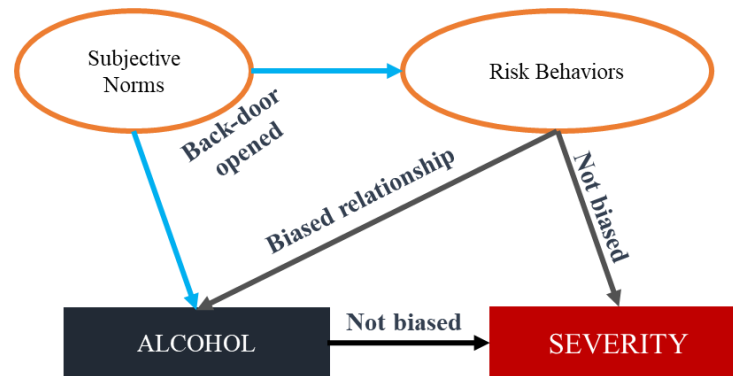 Subjective
Norms
Risk Behaviors
Back-door
opened
Biased relationship
Not biased
ALCOHOL
Not biased
SEVERITY